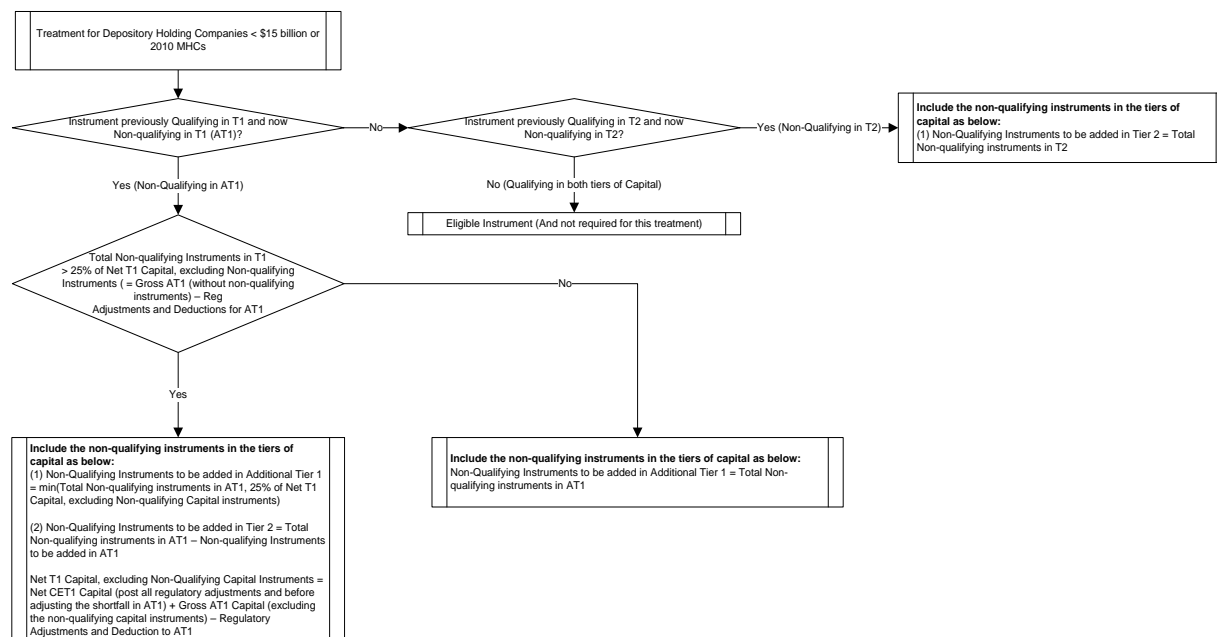 Treatment for Depository Holding Companies < $15 billion or
2010 MHCs
Instrument previously Qualifying in T1 and now
Non-qualifying in T1 (AT1)?
No
Instrument previously Qualifying in T2 and now
Non-qualifying in T2?
Yes (Non-Qualifying in T2)
Include the non-qualifying instruments in the tiers of
capital as below:
(1) Non-Qualifying Instruments to be added in Tier 2 = Total
Non-qualifying instruments in T2
Yes (Non-Qualifying in AT1)
No (Qualifying in both tiers of Capital)
Eligible Instrument (And not required for this treatment)
Total Non-qualifying Instruments in T1
> 25% of Net T1 Capital, excluding Non-qualifying
Instruments ( = Gross AT1 (without non-qualifying
instruments) – Reg
Adjustments and Deductions for AT1
No
Yes
Include the non-qualifying instruments in the tiers of
capital as below:
(1) Non-Qualifying Instruments to be added in Additional Tier 1
= min(Total Non-qualifying instruments in AT1, 25% of Net T1
Capital, excluding Non-qualifying Capital instruments)
(2) Non-Qualifying Instruments to be added in Tier 2 = Total
Non-qualifying instruments in AT1 – Non-qualifying Instruments
to be added in AT1
Net T1 Capital, excluding Non-Qualifying Capital Instruments =
Net CET1 Capital (post all regulatory adjustments and before
adjusting the shortfall in AT1) + Gross AT1 Capital (excluding
the non-qualifying capital instruments) – Regulatory
Adjustments and Deduction to AT1
Include the non-qualifying instruments in the tiers of capital as below:
Non-Qualifying Instruments to be added in Additional Tier 1 = Total Non-
qualifying instruments in AT1